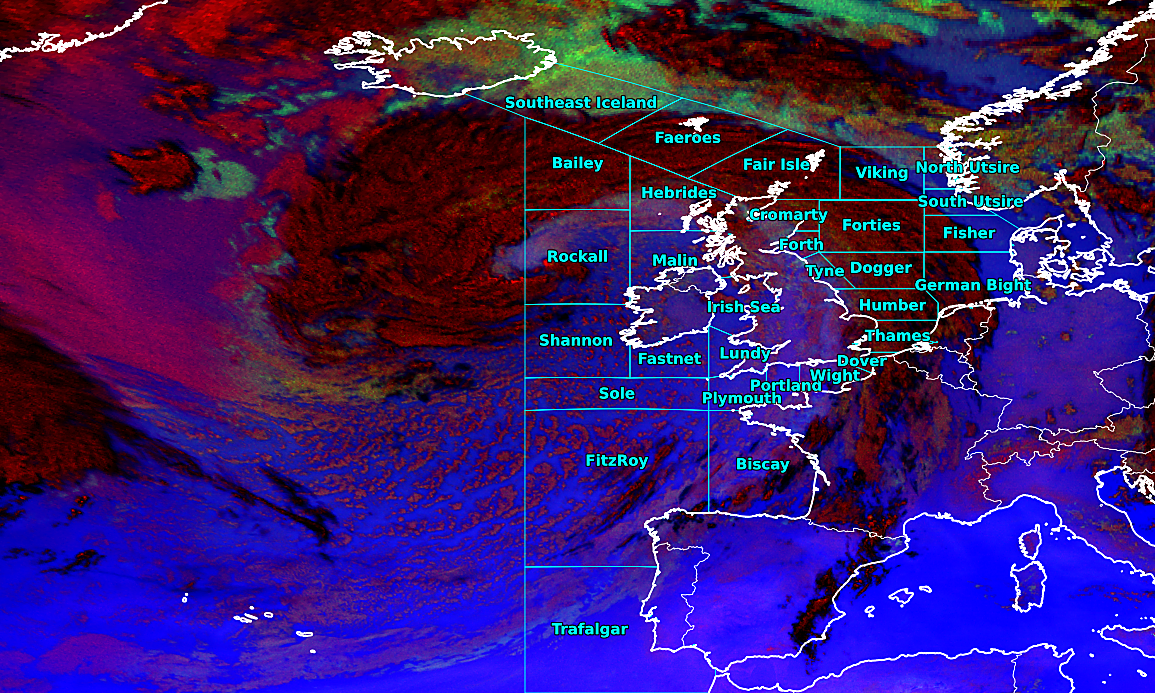 Southeast Iceland
Faeroes
Bailey
Fair Isle
Viking
North Utsire
Hebrides
South Utsire
Cromarty
Forties
Fisher
Forth
Rockall
Malin
Tyne
Dogger
German Bight
Irish Sea
Humber
Shannon
Thames
Fastnet
Lundy
Dover
Wight
Portland
Sole
Plymouth
FitzRoy
Biscay
Trafalgar